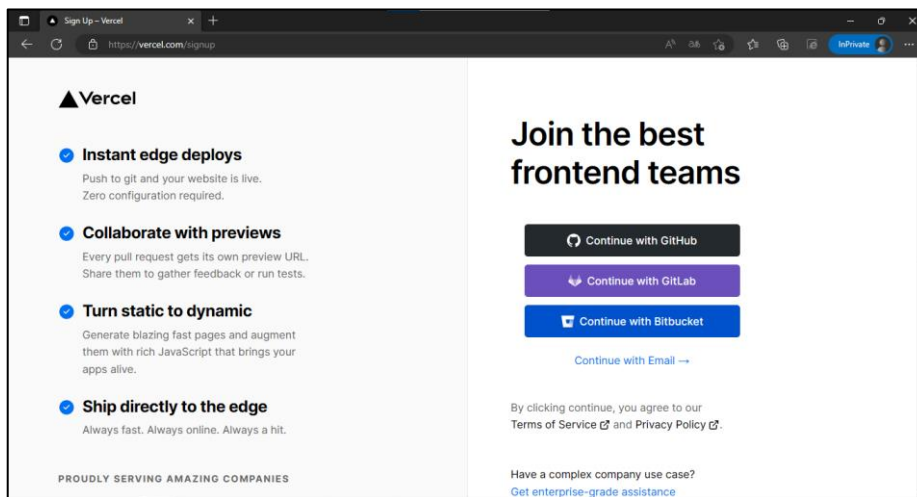 Sign Up – Vercel
https://vercel.com/signup
InPrivate
Vercel
Instant edge deploys
Push to git and your website is live.
Zero configuration required.
Collaborate with previews
Every pull request gets its own preview URL.
Share them to gather feedback or run tests.
Turn static to dynamic
Generate blazing fast pages and augment
them with rich JavaScript that brings your
apps alive.
Ship directly to the edge
Always fast. Always online. Always a hit.
PROUDLY SERVING AMAZING COMPANIES
Join the best
frontend teams
Continue with GitHub
Continue with GitLab
Continue with Bitbucket
Continue with Email →
By clicking continue, you agree to our
Terms of Service and Privacy Policy.
Have a complex company use case?
Get enterprise-grade assistance